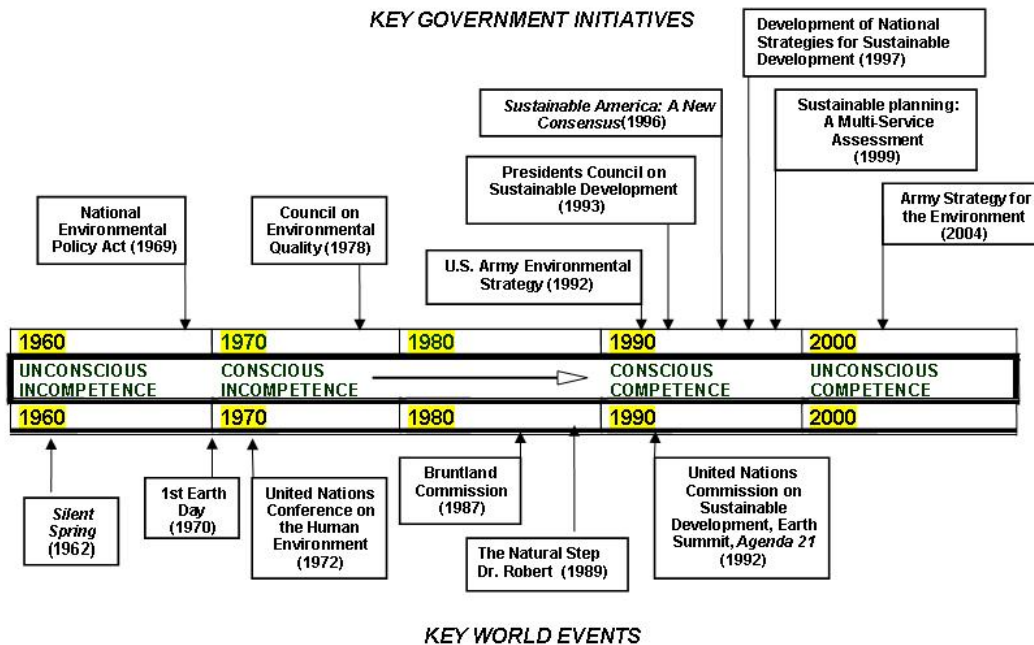 KEY GOVERNMENT INITIATIVES
Development of National
Strategies for Sustainable
Development (1997)
Sustainable America: A New
Consensus(1996)
Sustainable planning:
A Multi-Service
Assessment
(1999)
Presidents Council on
Sustainable Development
(1993)
National
Environmental
Policy Act (1969)
Council on
Environmental
Quality (1978)
Army Strategy for
the Environment
(2004)
U.S. Army Environmental
Strategy (1992)
1960 1970 1980 1990 2000
UNCONSCIOUS
INCOMPETENCE
CONSCIOUS
INCOMPETENCE
CONSCIOUS
COMPETENCE
UNCONSCIOUS
COMPETENCE
1960 1970 1980 1990 2000
Silent
Spring
(1962)
1st Earth
Day
(1970)
United Nations
Conference on
the Human
Environment
(1972)
Bruntland
Commission
(1987)
The Natural Step
Dr. Robert (1989)
United Nations
Commission on
Sustainable
Development, Earth
Summit, Agenda 21
(1992)
KEY WORLD EVENTS